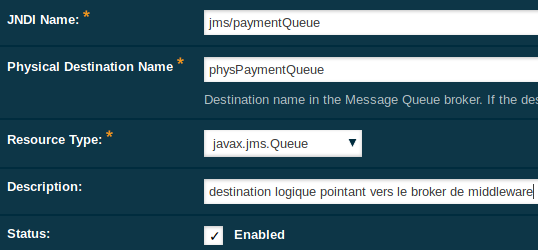 JNDI Name: * jms/paymentQueue
Physical Destination Name * physPaymentQueue
Destination name in the Message Queue broker. If the des
Resource Type: * javax.jms.Queue
Description: destination logique pointant vers le broker de middleware
Status: Enabled